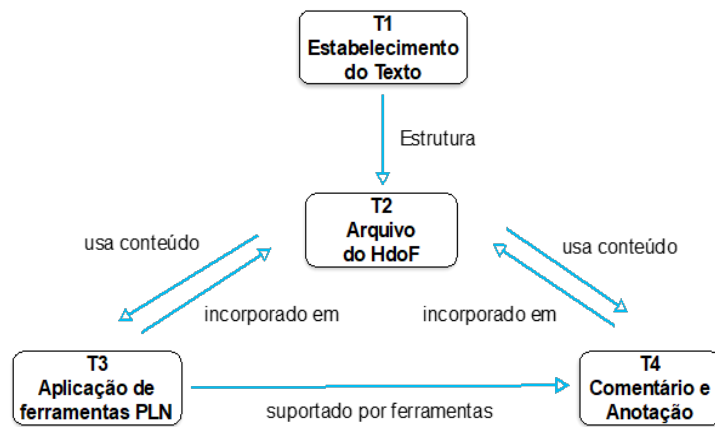 T1
Estabelecimento
do Texto
Estrutura
T2
Arquivo
do HdoF
usa conteúdo
usa conteúdo
incorporado em
incorporado em
T3
Aplicação de
ferramentas PLN
suportado por ferramentas
T4
Comentário e
Anotação